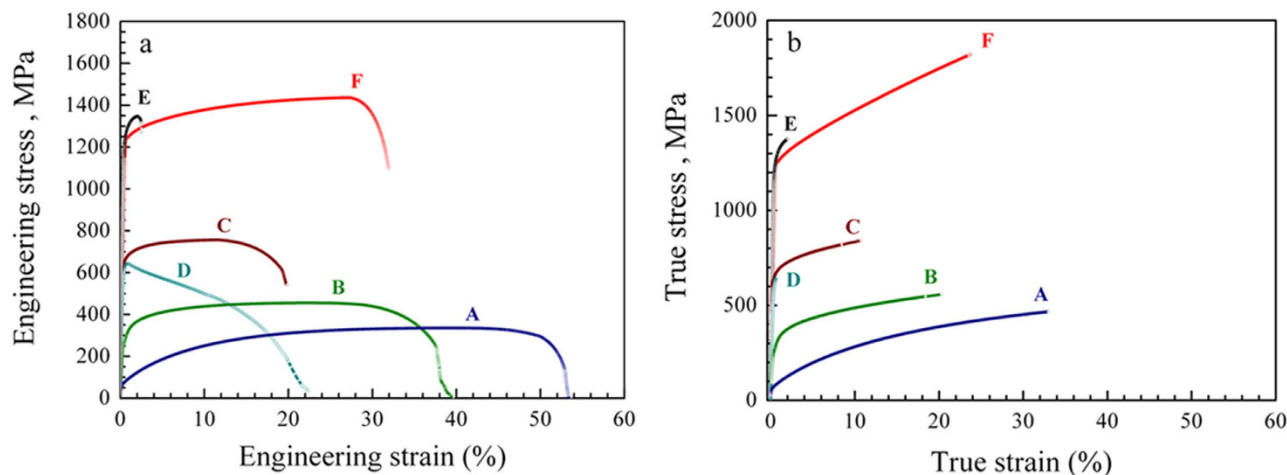 a
1800
1600
1400
1200
1000
800
600
400
200
0
Engineering stress , MPa
E
F
C
D
B
A
0 10 20 30 40 50 60
Engineering strain (%)
b
2000
1500
1000
500
0
True stress , MPa
F
E
C
D
B
A
0 10 20 30 40 50 60
True strain (%)